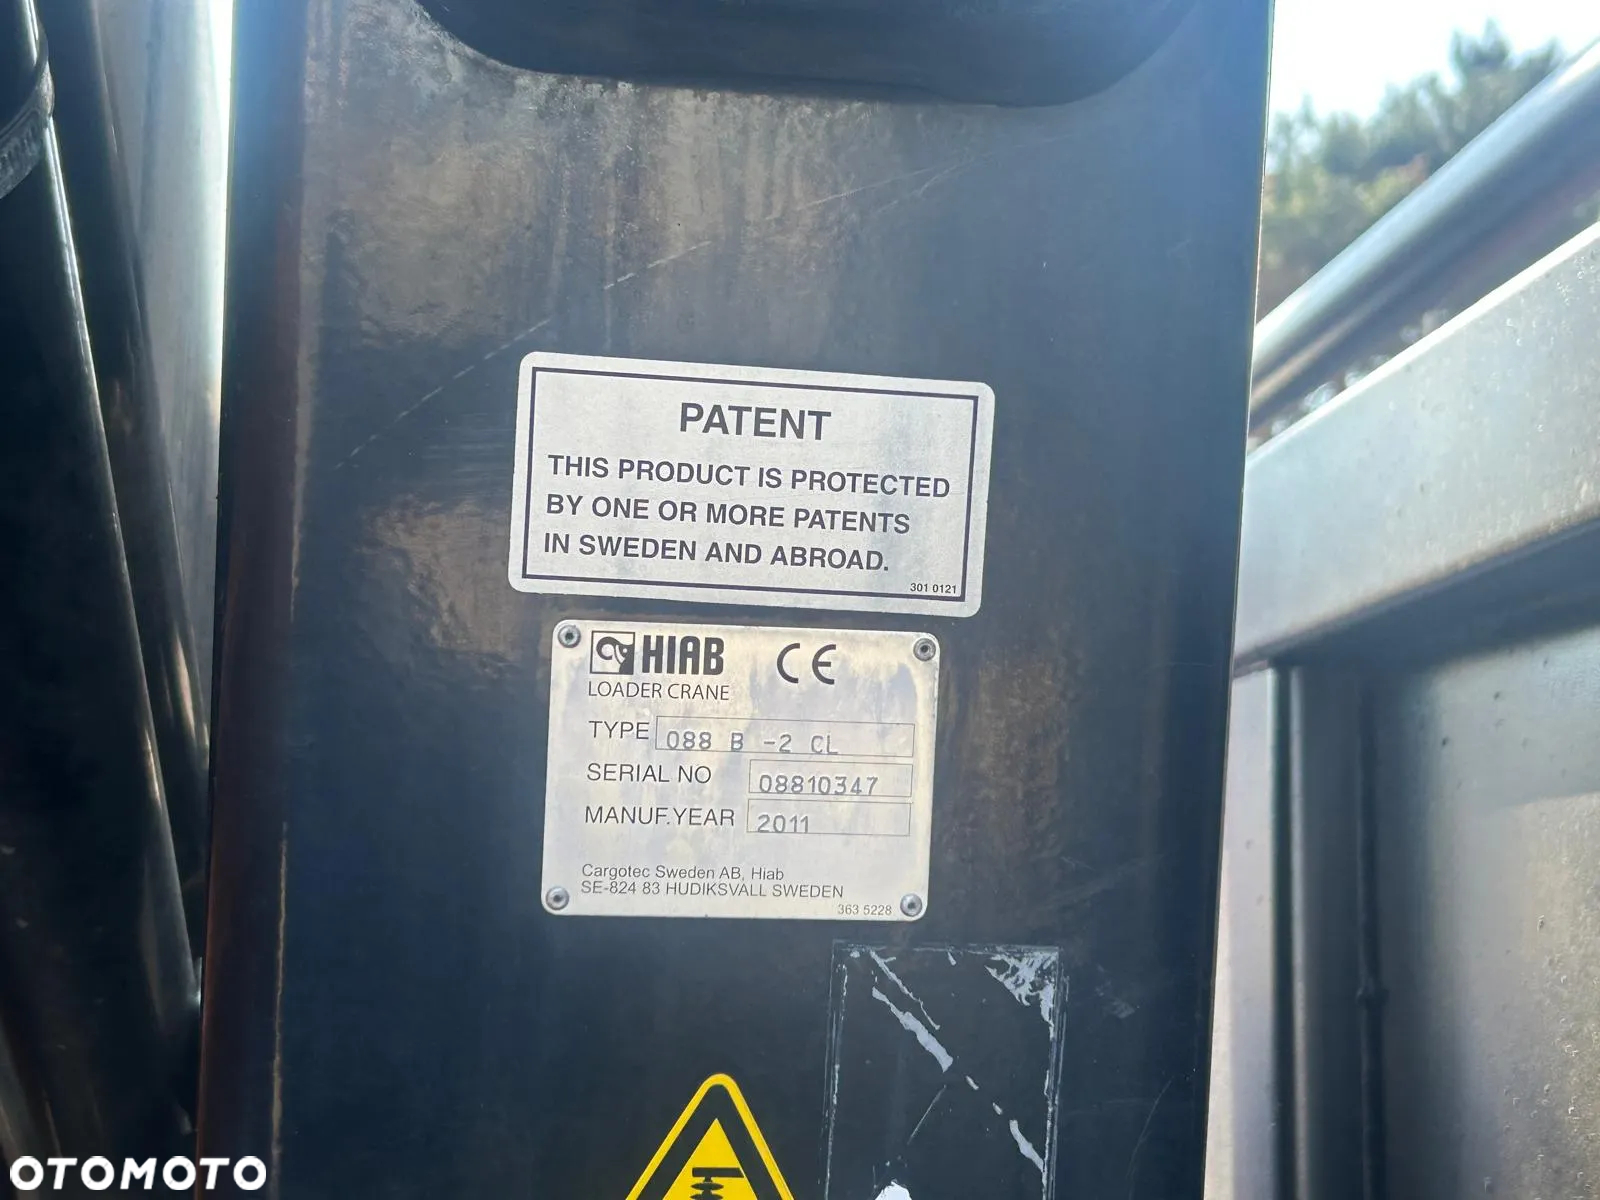 PATENT
THIS PRODUCT IS PROTECTED
BY ONE OR MORE PATENTS
IN SWEDEN AND ABROAD.
301 0121
HIAB CE
LOADER CRANE
TYPE 088 B -2 CL
SERIAL NO 08810347
MANUF.YEAR 2011
Cargotec Sweden AB, Hiab
SE-824 83 HUDIKSVALL SWEDEN
363 5228
OTOMOTO